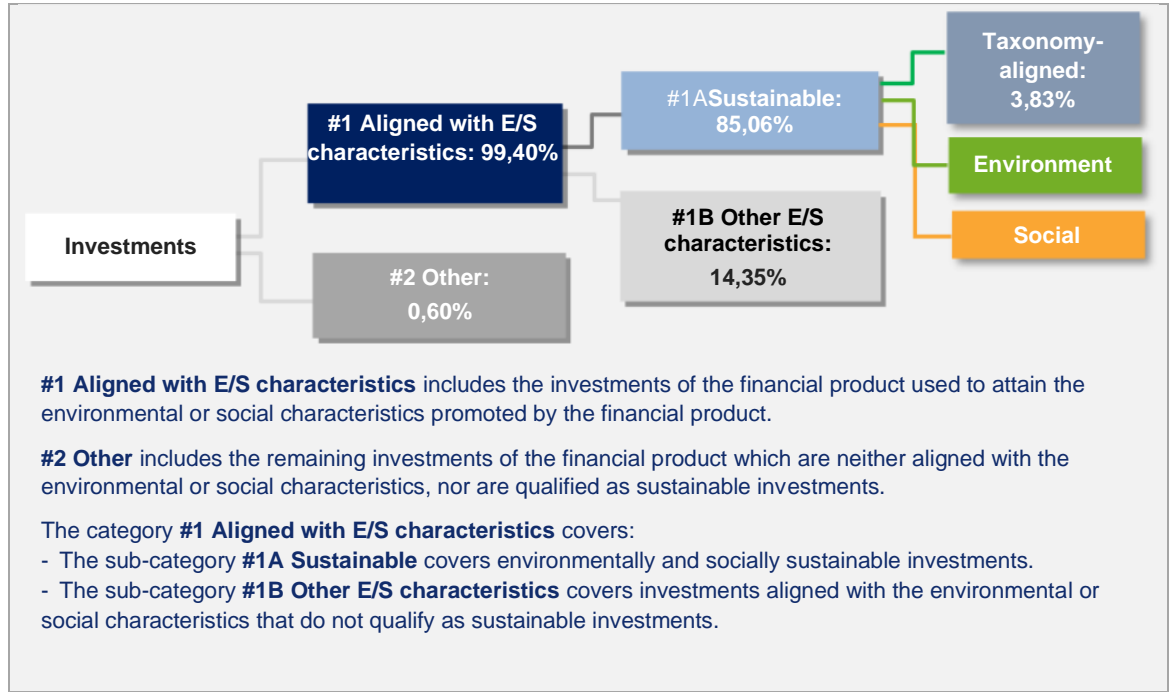 Investments
#1 Aligned with E/S
characteristics: 99,40%
#2 Other:
0,60%
#1ASustainable:
85,06%
#1B Other E/S
characteristics:
14,35%
Taxonomy-
aligned:
3,83%
Environment
Social
#1 Aligned with E/S characteristics includes the investments of the financial product used to attain the
environmental or social characteristics promoted by the financial product.
#2 Other includes the remaining investments of the financial product which are neither aligned with the
environmental or social characteristics, nor are qualified as sustainable investments.
The category #1 Aligned with E/S characteristics covers:
- The sub-category #1A Sustainable covers environmentally and socially sustainable investments.
- The sub-category #1B Other E/S characteristics covers investments aligned with the environmental or
social characteristics that do not qualify as sustainable investments.